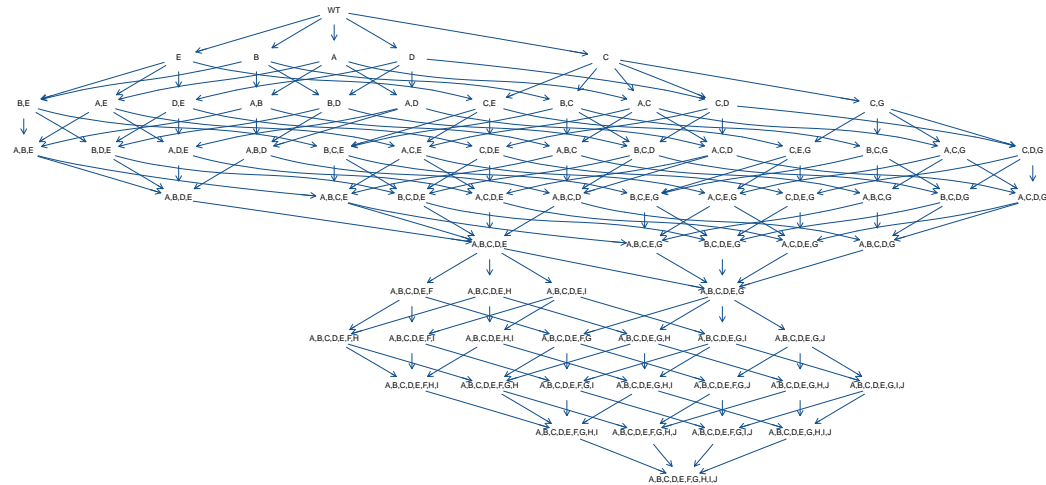 WT
E B A D C
B,E A,E D,E A,B B,D A,D C,E B,C A,C C,D C,G
A,B,E B,D,E A,D,E A,B,D B,C,E A,C,E C,D,E A,B,C B,C,D A,C,D C,E,G B,C,G A,C,G C,D,G
A,B,D,E A,B,C,E B,C,D,E A,C,D,E A,B,C,D B,C,E,G A,C,E,G C,D,E,G A,B,C,G B,C,D,G A,C,D,G
A,B,C,D,E A,B,C,E,G B,C,D,E,G A,C,D,E,G A,B,C,D,G
A,B,C,D,E,F A,B,C,D,E,H A,B,C,D,E,I A,B,C,D,E,G
A,B,C,D,E,F,H A,B,C,D,E,F,I A,B,C,D,E,H,I A,B,C,D,E,F,G A,B,C,D,E,G,H A,B,C,D,E,G,I A,B,C,D,E,G,J
A,B,C,D,E,F,H,I A,B,C,D,E,F,G,H A,B,C,D,E,F,G,I A,B,C,D,E,G,H,I A,B,C,D,E,F,G,J A,B,C,D,E,G,H,J A,B,C,D,E,G,I,J
A,B,C,D,E,F,G,H,I A,B,C,D,E,F,G,H,J A,B,C,D,E,F,G,I,J A,B,C,D,E,G,H,I,J
A,B,C,D,E,F,G,H,I,J